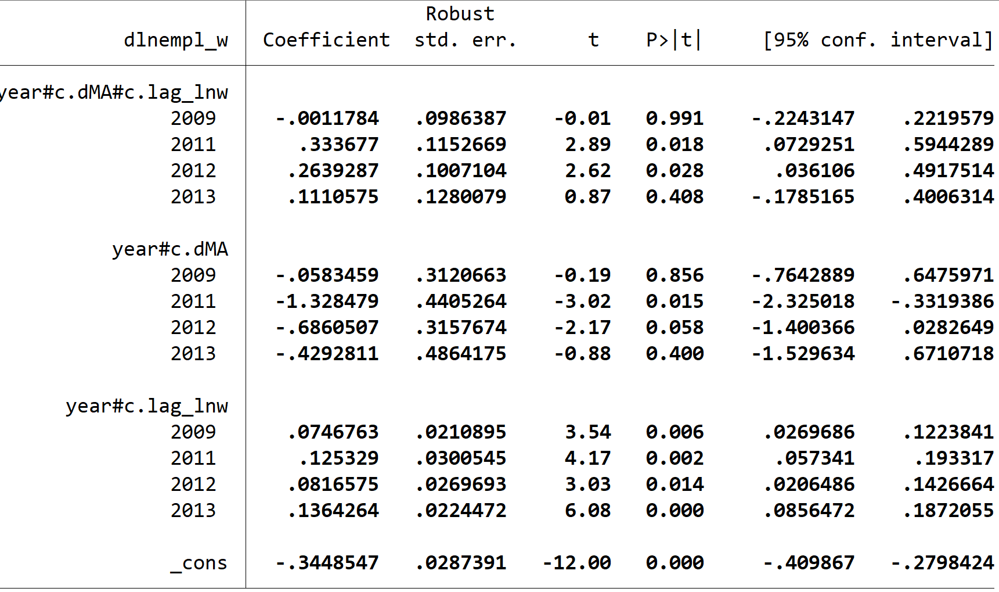 Robust
dlnempl_w Coefficient std. err. t P>|t| [95% conf. interval]
year#c.dMA#c.lag_lnw
2009 -.0011784 .0986387 -0.01 0.991 -.2243147 .2219579
2011 .333677 .1152669 2.89 0.018 .0729251 .5944289
2012 .2639287 .1007104 2.62 0.028 .036106 .4917514
2013 .1110575 .1280079 0.87 0.408 -.1785165 .4006314
year#c.dMA
2009 -.0583459 .3120663 -0.19 0.856 -.7642889 .6475971
2011 -1.328479 .4405264 -3.02 0.015 -2.325018 -.3319386
2012 -.6860507 .3157674 -2.17 0.058 -1.400366 .0282649
2013 -.4292811 .4864175 -0.88 0.400 -1.529634 .6710718
year#c.lag_lnw
2009 .0746763 .0210895 3.54 0.006 .0269686 .1223841
2011 .125329 .0300545 4.17 0.002 .057341 .193317
2012 .0816575 .0269693 3.03 0.014 .0206486 .1426664
2013 .1364264 .0224472 6.08 0.000 .0856472 .1872055
_cons -.3448547 .0287391 -12.00 0.000 -.409867 -.2798424